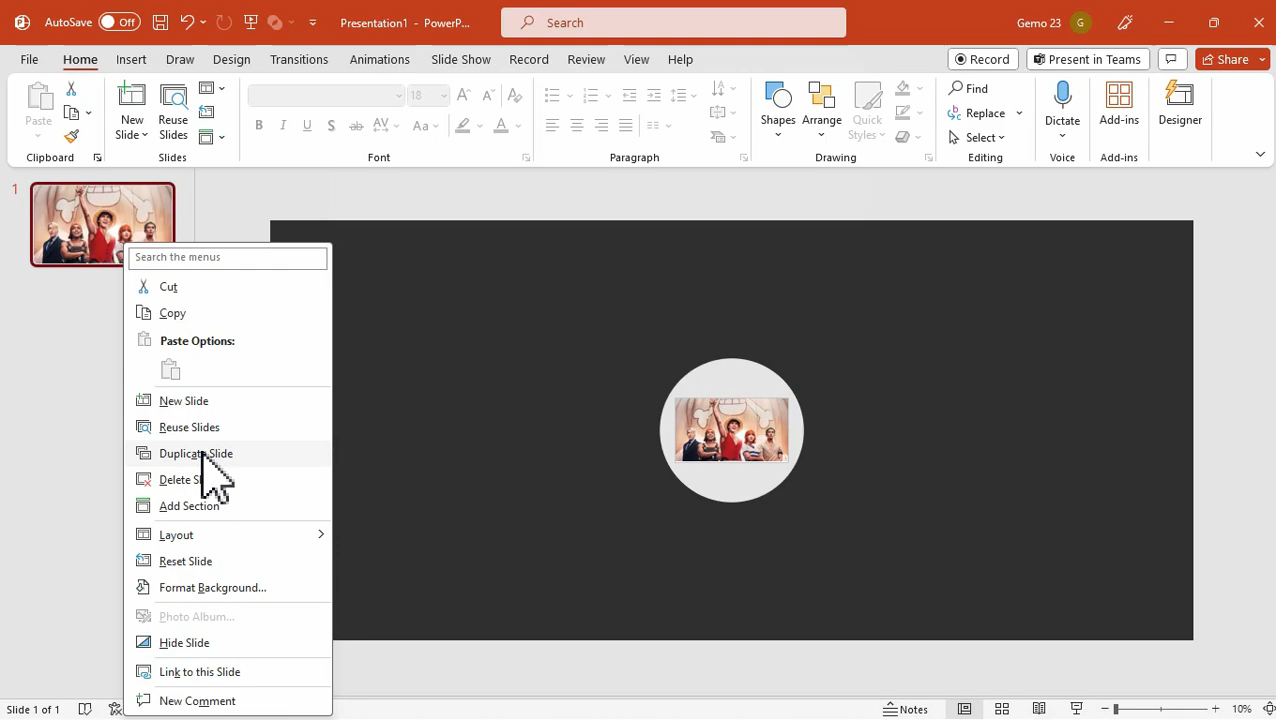 AutoSave Off Presentation1 - PowerP... Search Gemo 23 G
File Home Insert Draw Design Transitions Animations Slide Show Record Review View Help Record Present in Teams Share
Paste New Slide Reuse Slides 18 Aa Shapes Arrange Quick Styles Find Replace Select Dictate Add-ins Designer
Clipboard Slides Font Paragraph Drawing Editing Voice Add-ins
1
Search the menus
Cut
Copy
Paste Options:
New Slide
Reuse Slides
Duplicate Slide
Delete
Add Section
Layout
Reset Slide
Format Background...
Photo Album...
Hide Slide
Link to this Slide
New Comment
Slide 1 of 1 Notes 10%